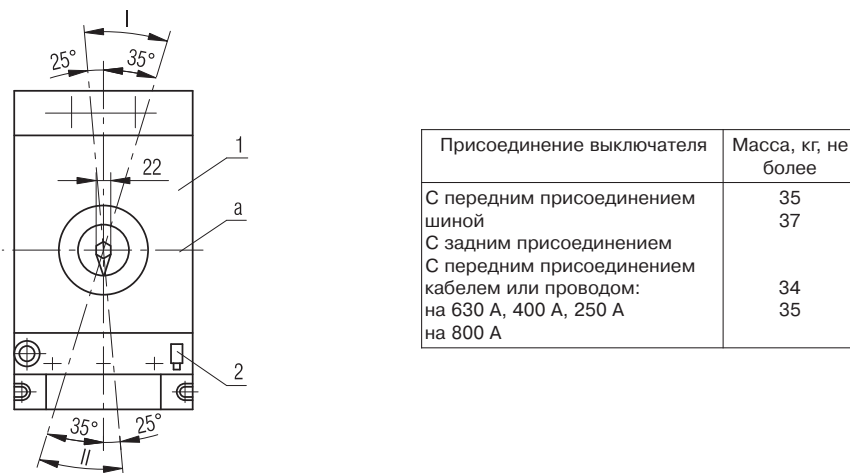 I
25° 35°
1
22
а
2
35° 25°
II
Присоединение выключателя
Масса, кг, не
более
С передним присоединением
35
шиной
37
С задним присоединением
С передним присоединением
кабелем или проводом:
34
на 630 А, 400 А, 250 А
35
на 800 А